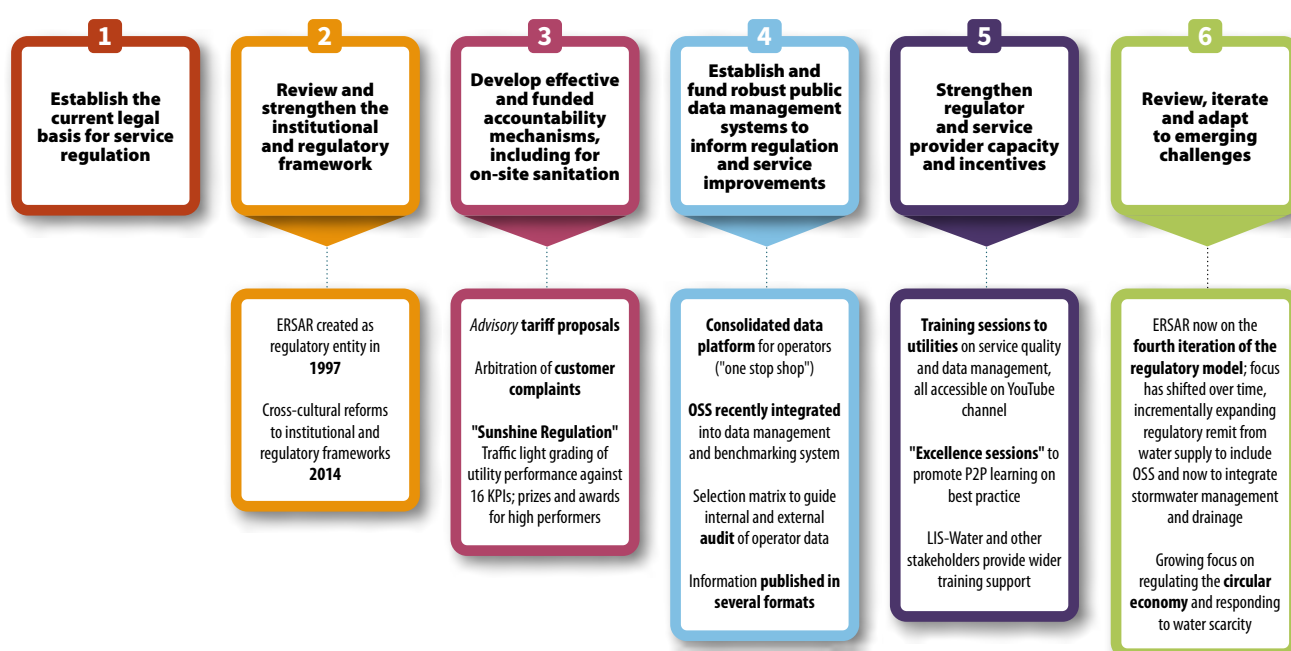 1
Establish the
current legal
basis for service
regulation
2
Review and
strengthen the
institutional
and regulatory
framework
3
Develop effective
and funded
accountability
mechanisms,
including for
on-site sanitation
4
Establish and
fund robust public
data management
systems to
inform regulation
and service
improvements
5
Strengthen
regulator
and service
provider capacity
and incentives
6
Review, iterate
and adapt
to emerging
challenges
ERSAR created as
regulatory entity in
1997
Cross-cultural reforms
to institutional and
regulatory frameworks
2014
Advisory tariff proposals
Arbitration of customer
complaints
"Sunshine Regulation"
Traffic light grading of
utility performance against
16 KPIs; prizes and awards
for high performers
Consolidated data
platform for operators
("one stop shop")
OSS recently integrated
into data management
and benchmarking system
Selection matrix to guide
internal and external
audit of operator data
Information published in
several formats
Training sessions to
utilities on service quality
and data management,
all accessible on YouTube
channel
"Excellence sessions" to
promote P2P learning on
best practice
LIS-Water and other
stakeholders provide wider
training support
ERSAR now on the
fourth iteration of the
regulatory model; focus
has shifted over time,
incrementally expanding
regulatory remit from
water supply to include
OSS and now to integrate
stormwater management
and drainage
Growing focus on
regulating the circular
economy and responding
to water scarcity